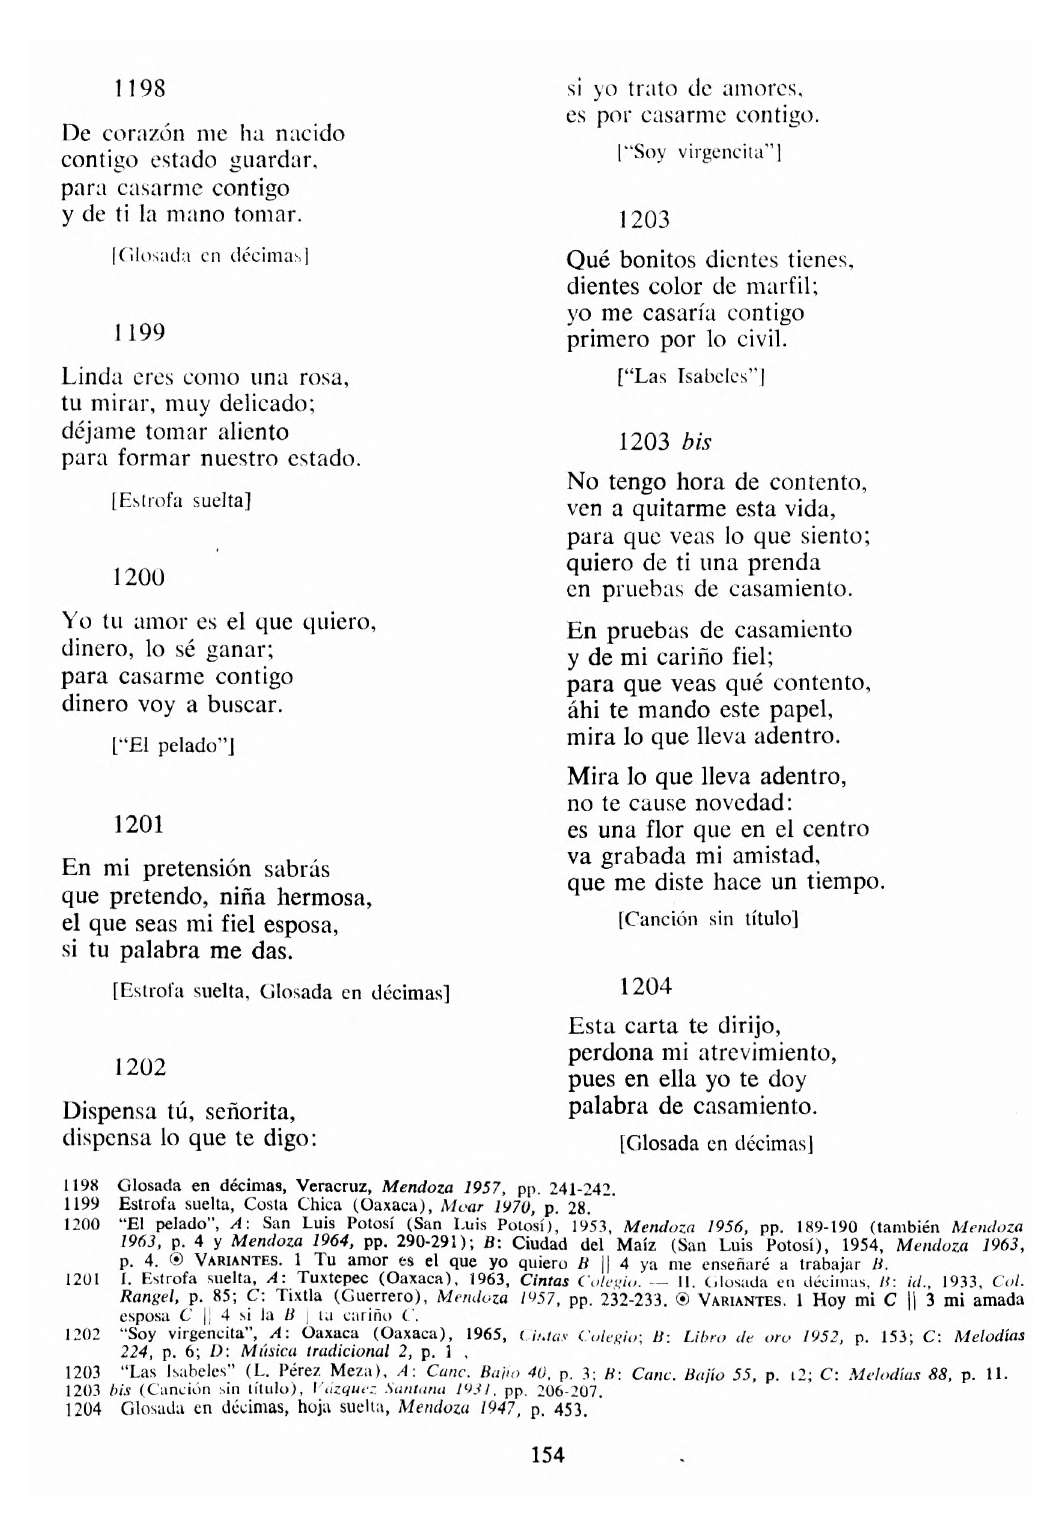 1198
De corazón me ha nacido
contigo estado guardar,
para casarme contigo
y de ti la mano tomar.
[Glosada en décimas]
1199
Linda eres como una rosa,
tu mirar, muy delicado;
déjame tomar aliento
para formar nuestro estado.
[Estrofa suelta]
1200
Yo tu amor es el que quiero,
dinero, lo sé ganar;
para casarme contigo
dinero voy a buscar.
["El pelado"]
1201
En mi pretensión sabrás
que pretendo, niña hermosa,
el que seas mi fiel esposa,
si tu palabra me das.
[Estrofa suelta, Glosada en décimas]
1202
Dispensa tú, señorita,
dispensa lo que te digo:
si yo trato de amores,
es por casarme contigo.
["Soy virgencita"]
1203
Qué bonitos dientes tienes,
dientes color de marfil;
yo me casaría contigo
primero por lo civil.
["Las Isabeles"]
1203 bis
No tengo hora de contento,
ven a quitarme esta vida,
para que veas lo que siento;
quiero de ti una prenda
en pruebas de casamiento.
En pruebas de casamiento
y de mi cariño fiel;
para que veas qué contento,
áhi te mando este papel,
mira lo que lleva adentro.
Mira lo que lleva adentro,
no te cause novedad:
es una flor que en el centro
va grabada mi amistad,
que me diste hace un tiempo.
[Canción sin título]
1204
Esta carta te dirijo,
perdona mi atrevimiento,
pues en ella yo te doy
palabra de casamiento.
[Glosada en décimas]
1198 Glosada en décimas, Veracruz, Mendoza 1957, pp. 241-242.
1199 Estrofa suelta, Costa Chica (Oaxaca), Moar 1970, p. 28.
1200 "El pelado", A: San Luis Potosí (San Luis Potosí), 1953, Mendoza 1956, pp. 189-190 (también Mendoza
1963, p. 4 y Mendoza 1964, pp. 290-291); B: Ciudad del Maíz (San Luis Potosí), 1954, Mendoza 1963,
p. 4. ⊙ VARIANTES. 1 Tu amor es el que yo quiero B || 4 ya me enseñaré a trabajar B.
1201 I. Estrofa suelta, A: Tuxtepec (Oaxaca), 1963, Cintas Colegio. — II. Glosada en décimas, B: id., 1933, Col.
Rangel, p. 85; C: Tixtla (Guerrero), Mendoza 1957, pp. 232-233. ⊙ VARIANTES. 1 Hoy mi C || 3 mi amada
esposa C || 4 si la B | tu cariño C.
1202 "Soy virgencita", A: Oaxaca (Oaxaca), 1965, Cintas Colegio; B: Libro de oro 1952, p. 153; C: Melodías
224, p. 6; D: Música tradicional 2, p. 1
1203 "Las Isabeles" (L. Pérez Meza), A: Canc. Bajío 40, p. 3; B: Canc. Bajío 55, p. 12; C: Melodías 88, p. 11.
1203 bis (Canción sin título), Vázquez Santana 1931, pp. 206-207.
1204 Glosada en décimas, hoja suelta, Mendoza 1947, p. 453.
154